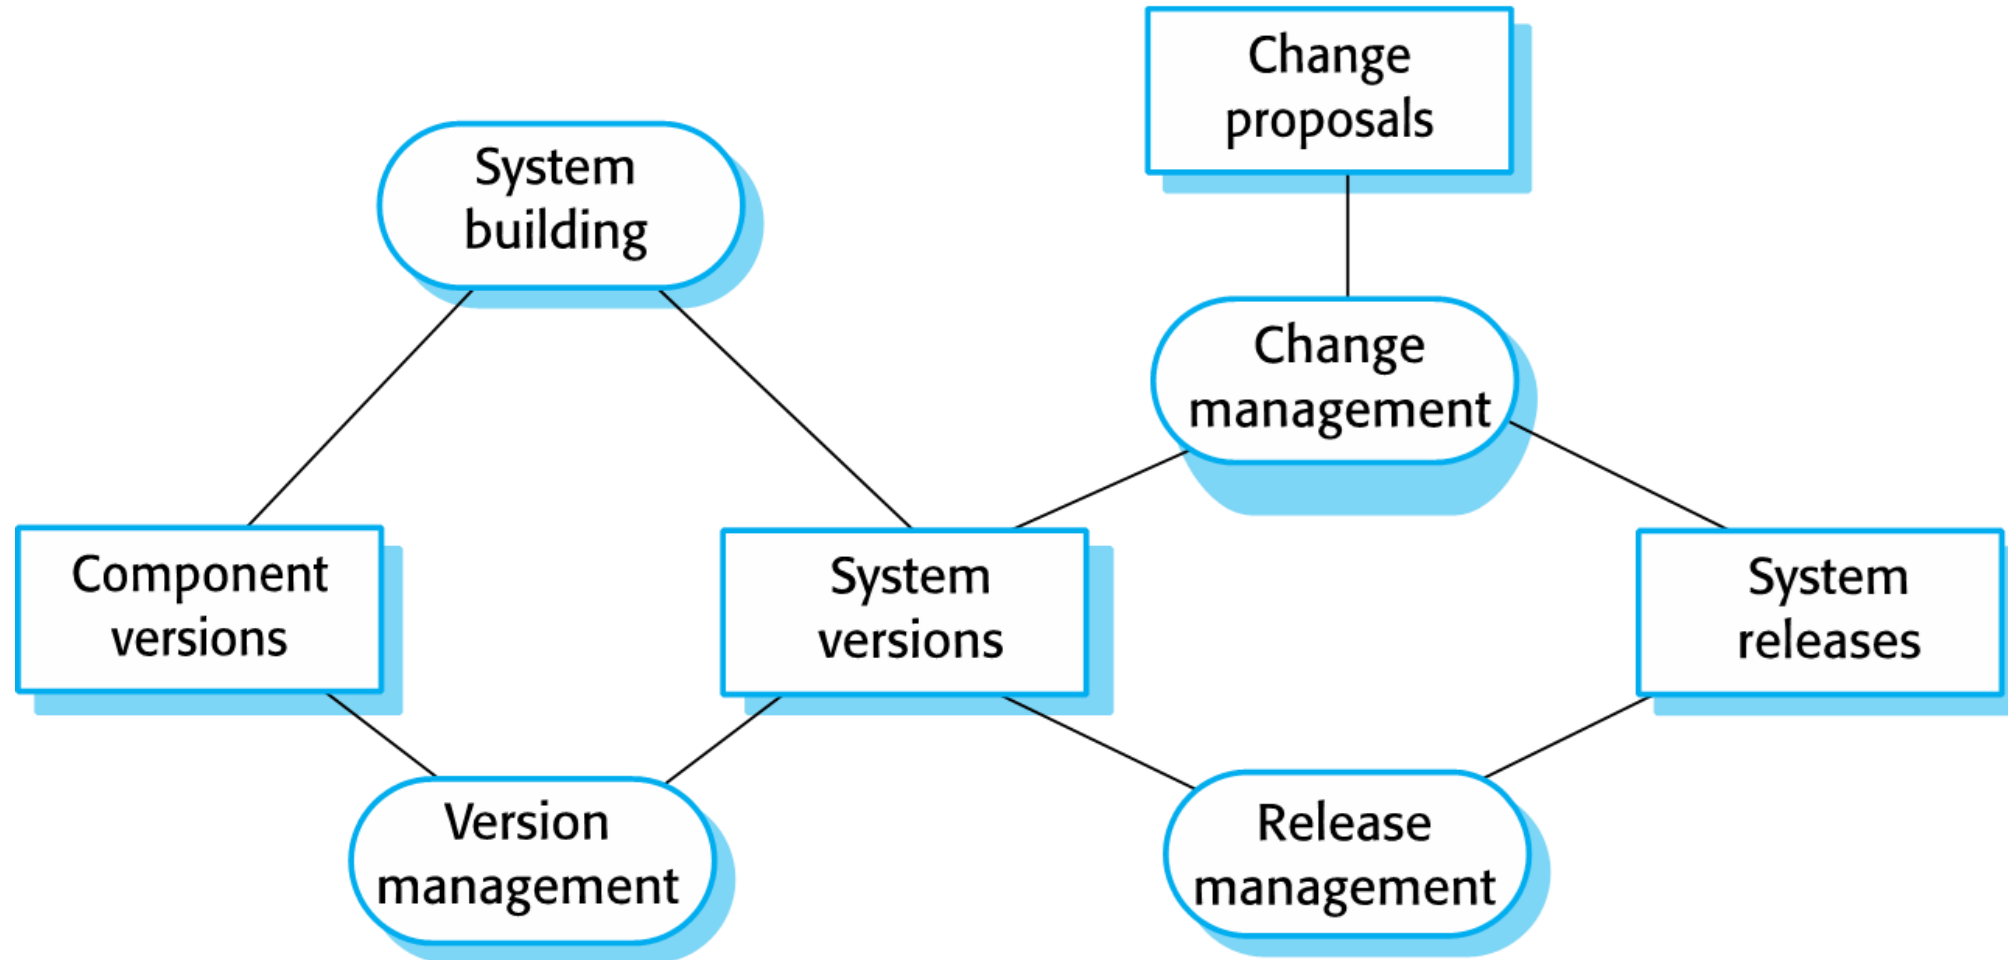 Change
proposals
System
building
Change
management
Component
versions
System
versions
System
releases
Version
management
Release
management